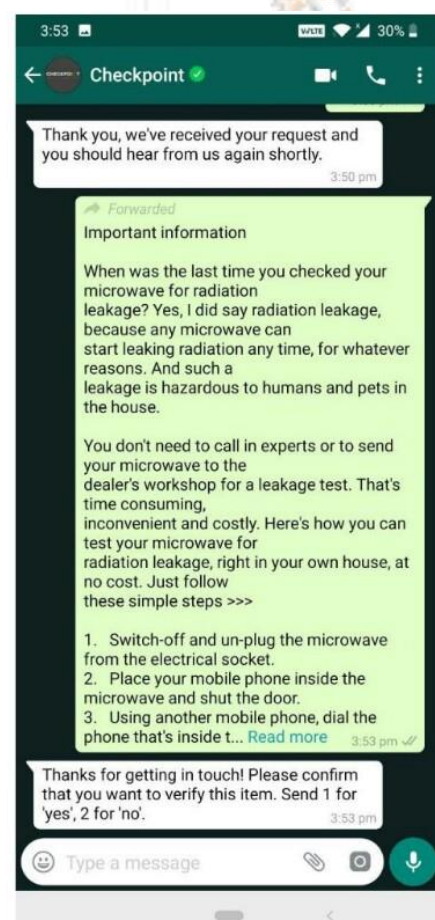 3:53 VoLTE 30%
Checkpoint
Thank you, we've received your request and
you should hear from us again shortly.
3:50 pm
Forwarded
Important information
When was the last time you checked your
microwave for radiation
leakage? Yes, I did say radiation leakage,
because any microwave can
start leaking radiation any time, for whatever
reasons. And such a
leakage is hazardous to humans and pets in
the house.
You don't need to call in experts or to send
your microwave to the
dealer's workshop for a leakage test. That's
time consuming,
inconvenient and costly. Here's how you can
test your microwave for
radiation leakage, right in your own house, at
no cost. Just follow
these simple steps >>>
1. Switch-off and un-plug the microwave
from the electrical socket.
2. Place your mobile phone inside the
microwave and shut the door.
3. Using another mobile phone, dial the
phone that's inside t... Read more 3:53 pm
Thanks for getting in touch! Please confirm
that you want to verify this item. Send 1 for
'yes', 2 for 'no'.
3:53 pm
Type a message